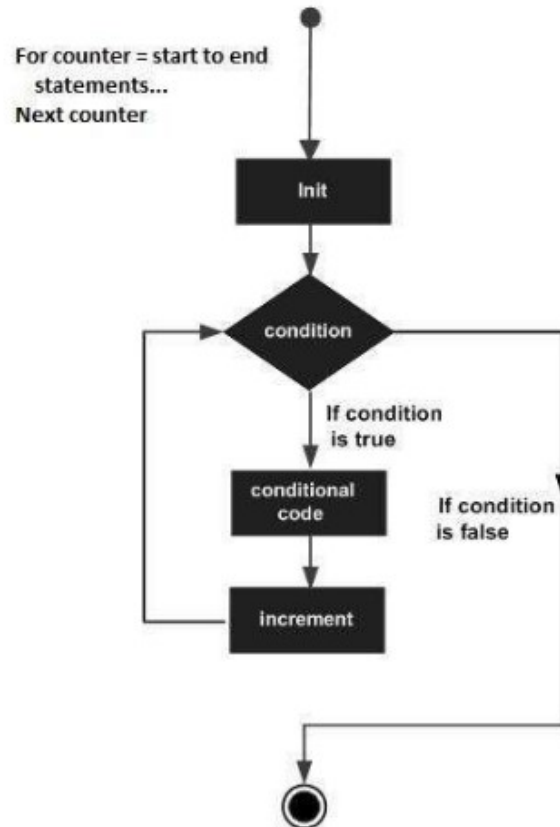 For counter = start to end
statements...
Next counter
Init
condition
If condition
is true
conditional
code
If condition
is false
increment